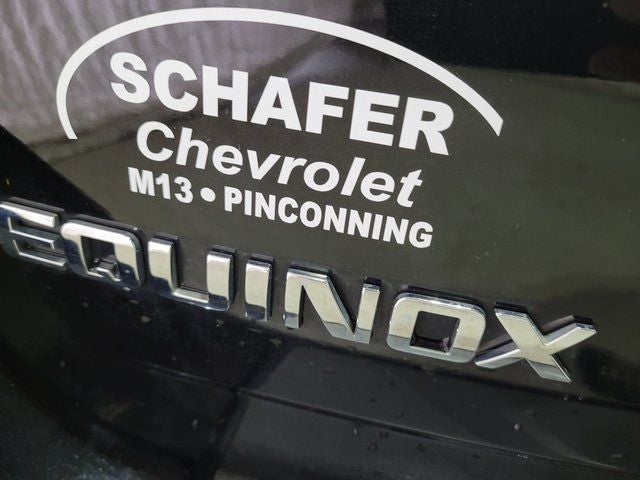 SCHAFER
Chevrolet
M13 • PINCONNING
EQUINOX